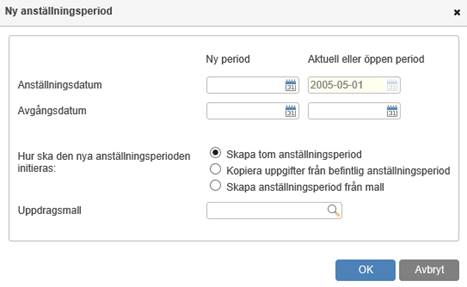 Ny anställningsperiod
Ny period Aktuell eller öppen period
Anställningsdatum 2005-05-01
Avgångsdatum
Hur ska den nya anställningsperioden initieras:
Skapa tom anställningsperiod
Kopiera uppgifter från befintlig anställningsperiod
Skapa anställningsperiod från mall
Uppdragsmall
OK Avbryt